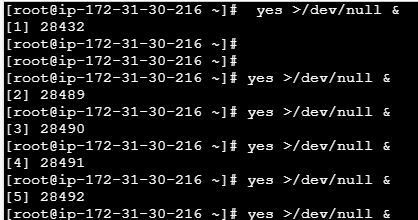 [root@ip-172-31-30-216 ~]#  yes >/dev/null &
[1] 28432
[root@ip-172-31-30-216 ~]#
[root@ip-172-31-30-216 ~]#
[root@ip-172-31-30-216 ~]# yes >/dev/null &
[2] 28489
[root@ip-172-31-30-216 ~]# yes >/dev/null &
[3] 28490
[root@ip-172-31-30-216 ~]# yes >/dev/null &
[4] 28491
[root@ip-172-31-30-216 ~]# yes >/dev/null &
[5] 28492
[root@ip-172-31-30-216 ~]# yes >/dev/null &